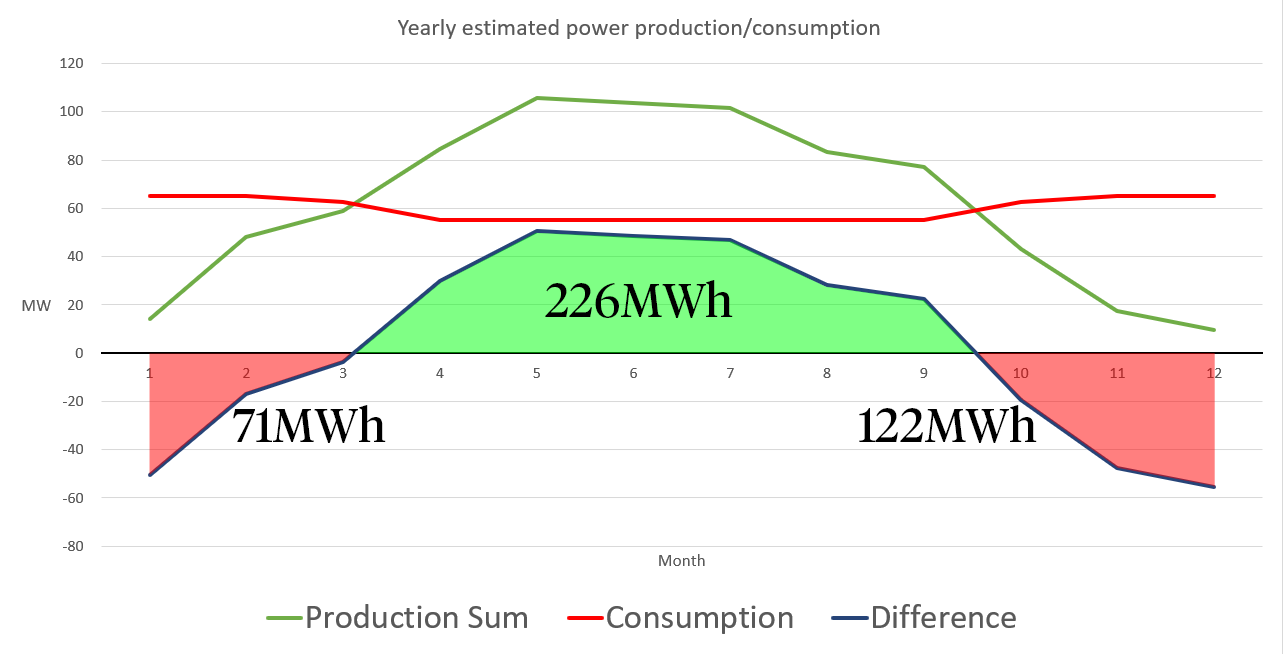 Yearly estimated power production/consumption
120
100
80
60
40
20
0
-20
-40
-60
-80
MW
226MWh
1 2 3 4 5 6 7 8 9 10 11 12
71MWh 122MWh
Month
Production Sum Consumption Difference